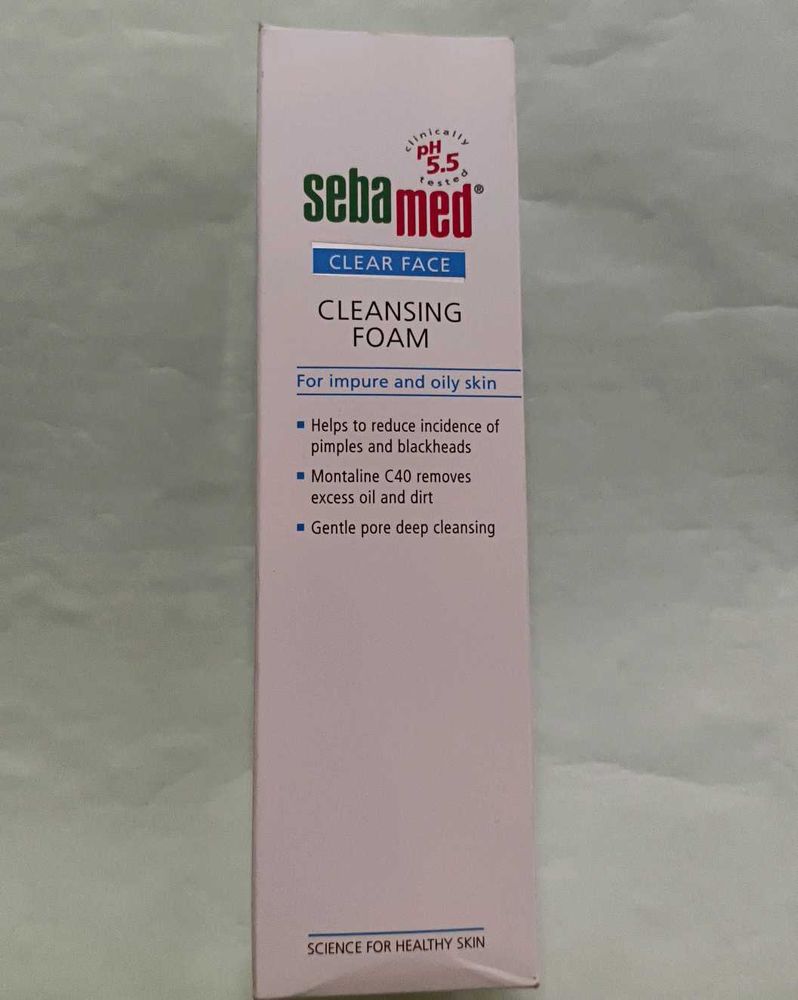 clinically
pH
5.5
tested
sebamed®
CLEAR FACE
CLEANSING
FOAM
For impure and oily skin
▪ Helps to reduce incidence of
pimples and blackheads
▪ Montaline C40 removes
excess oil and dirt
▪ Gentle pore deep cleansing
SCIENCE FOR HEALTHY SKIN